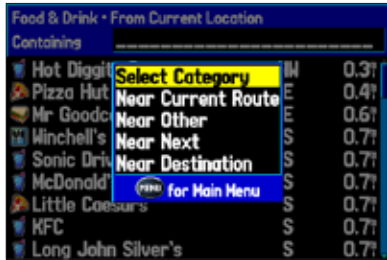 Food & Drink • From Current Location
Containing
Hot Diggit NW 0.3
Pizza Hut E 0.4
Mr Goodc E 0.6
Winchell's 0.7
Sonic Driv S 0.7
McDonald' S 0.7
Little Caesars S 0.7
KFC S 0.7
Long John Silver's S 0.7
Select Category
Near Current Route
Near Other
Near Next
Near Destination
MENU for Main Menu